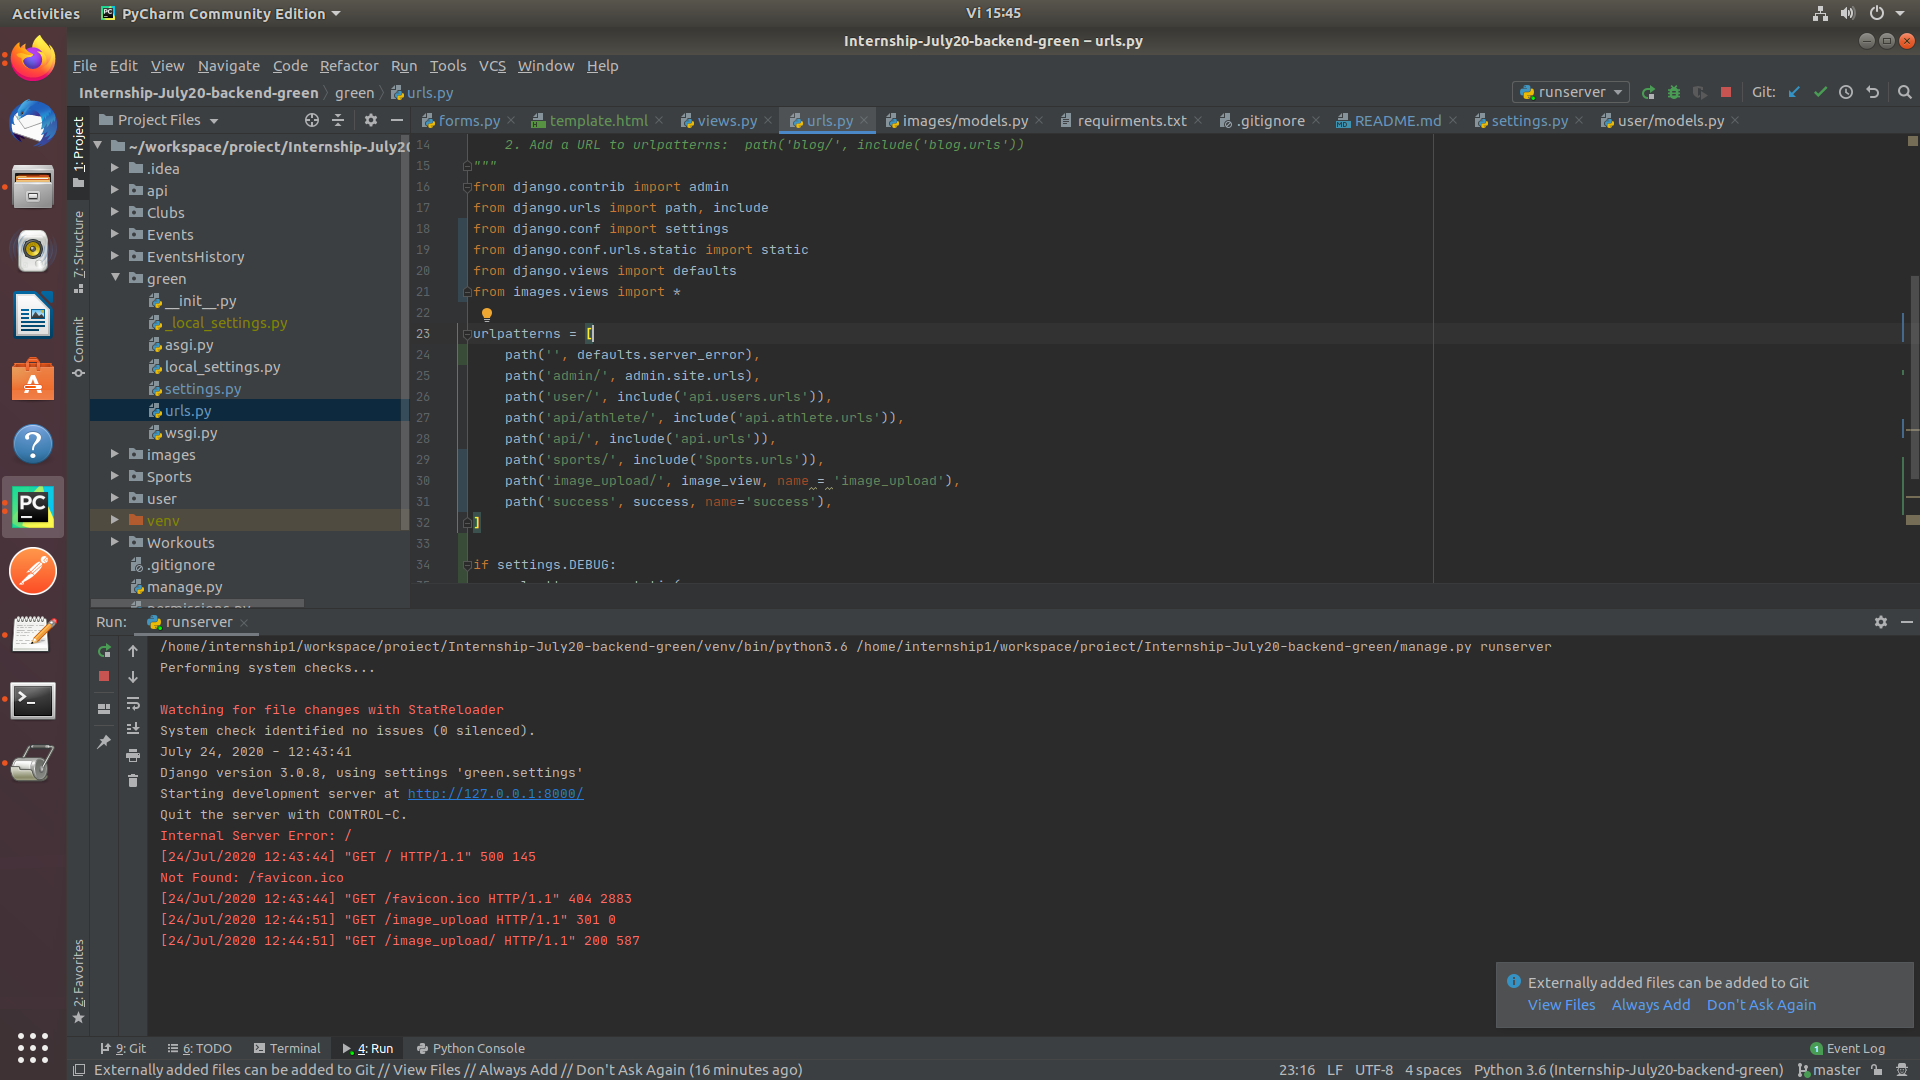 Activities
PyCharm Community Edition
Vi 15:45
Internship-July20-backend-green – urls.py
File Edit View Navigate Code Refactor Run Tools VCS Window Help
Internship-July20-backend-green green urls.py
runserver
Git:
Project Files
forms.py template.html views.py urls.py images/models.py requirments.txt .gitignore README.md settings.py user/models.py
1: Project
7: Structure
Commit
2: Favorites
~/workspace/proiect/Internship-July20
.idea
api
Clubs
Events
EventsHistory
green
__init__.py
_local_settings.py
asgi.py
local_settings.py
settings.py
urls.py
wsgi.py
images
Sports
user
venv
Workouts
.gitignore
manage.py
permissions.py
14 2. Add a URL to urlpatterns:  path('blog/', include('blog.urls'))
15 """
16 from django.contrib import admin
17 from django.urls import path, include
18 from django.conf import settings
19 from django.conf.urls.static import static
20 from django.views import defaults
21 from images.views import *
22
23 urlpatterns = [
24 path('', defaults.server_error),
25 path('admin/', admin.site.urls),
26 path('user/', include('api.users.urls')),
27 path('api/athlete/', include('api.athlete.urls')),
28 path('api/', include('api.urls')),
29 path('sports/', include('Sports.urls')),
30 path('image_upload/', image_view, name = 'image_upload'),
31 path('success', success, name='success'),
32 ]
33
34 if settings.DEBUG:
Run: runserver
/home/internship1/workspace/proiect/Internship-July20-backend-green/venv/bin/python3.6 /home/internship1/workspace/proiect/Internship-July20-backend-green/manage.py runserver
Performing system checks...
Watching for file changes with StatReloader
System check identified no issues (0 silenced).
July 24, 2020 - 12:43:41
Django version 3.0.8, using settings 'green.settings'
Starting development server at http://127.0.0.1:8000/
Quit the server with CONTROL-C.
Internal Server Error: /
[24/Jul/2020 12:43:44] "GET / HTTP/1.1" 500 145
Not Found: /favicon.ico
[24/Jul/2020 12:43:44] "GET /favicon.ico HTTP/1.1" 404 2883
[24/Jul/2020 12:44:51] "GET /image_upload HTTP/1.1" 301 0
[24/Jul/2020 12:44:51] "GET /image_upload/ HTTP/1.1" 200 587
Externally added files can be added to Git
View Files Always Add Don't Ask Again
9: Git 6: TODO Terminal 4: Run Python Console
1 Event Log
Externally added files can be added to Git // View Files // Always Add // Don't Ask Again (16 minutes ago)
23:16 LF UTF-8 4 spaces Python 3.6 (Internship-July20-backend-green) master